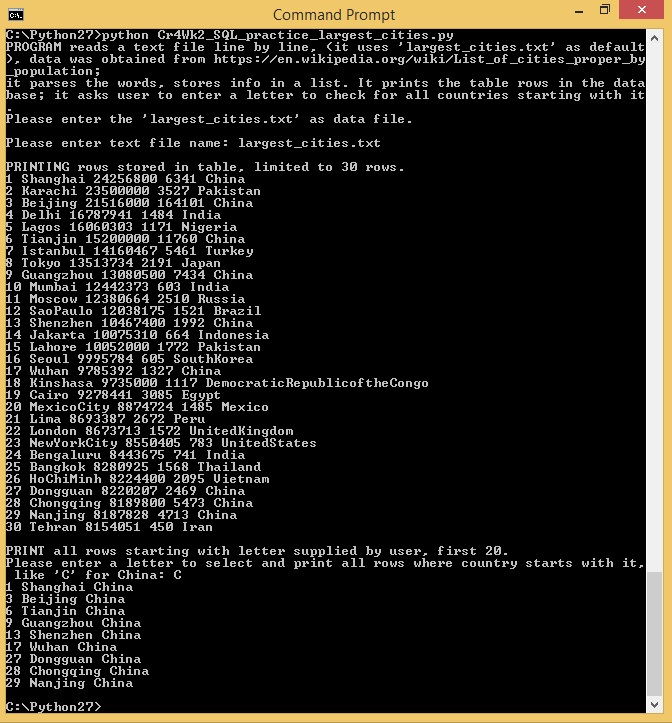 Command Prompt
C:\Python27>python Cr4Wk2_SQL_practice_largest_cities.py
PROGRAM reads a text file line by line, (it uses 'largest_cities.txt' as default
), data was obtained from https://en.wikipedia.org/wiki/List_of_cities_proper_by
_population;
it parses the words, stores info in a list. It prints the table rows in the data
base; it asks user to enter a letter to check for all countries starting with it
.
Please enter the 'largest_cities.txt' as data file.
Please enter text file name: largest_cities.txt
PRINTING rows stored in table, limited to 30 rows.
1 Shanghai 24256800 6341 China
2 Karachi 23500000 3527 Pakistan
3 Beijing 21516000 164101 China
4 Delhi 16787941 1484 India
5 Lagos 16060303 1171 Nigeria
6 Tianjin 15200000 11760 China
7 Istanbul 14160467 5461 Turkey
8 Tokyo 13513734 2191 Japan
9 Guangzhou 13080500 7434 China
10 Mumbai 12442373 603 India
11 Moscow 12380664 2510 Russia
12 SaoPaulo 12038175 1521 Brazil
13 Shenzhen 10467400 1992 China
14 Jakarta 10075310 664 Indonesia
15 Lahore 10052000 1772 Pakistan
16 Seoul 9995784 605 SouthKorea
17 Wuhan 9785392 1327 China
18 Kinshasa 9735000 1117 DemocraticRepublicoftheCongo
19 Cairo 9278441 3085 Egypt
20 MexicoCity 8874724 1485 Mexico
21 Lima 8693387 2672 Peru
22 London 8673713 1572 UnitedKingdom
23 NewYorkCity 8550405 783 UnitedStates
24 Bengaluru 8443675 741 India
25 Bangkok 8280925 1568 Thailand
26 HoChiMinh 8224400 2095 Vietnam
27 Dongguan 8220207 2469 China
28 Chongqing 8189800 5473 China
29 Nanjing 8187828 4713 China
30 Tehran 8154051 450 Iran
PRINT all rows starting with letter supplied by user, first 20.
Please enter a letter to select and print all rows where country starts with it,
like 'C' for China: C
1 Shanghai China
3 Beijing China
6 Tianjin China
9 Guangzhou China
13 Shenzhen China
17 Wuhan China
27 Dongguan China
28 Chongqing China
29 Nanjing China
C:\Python27>